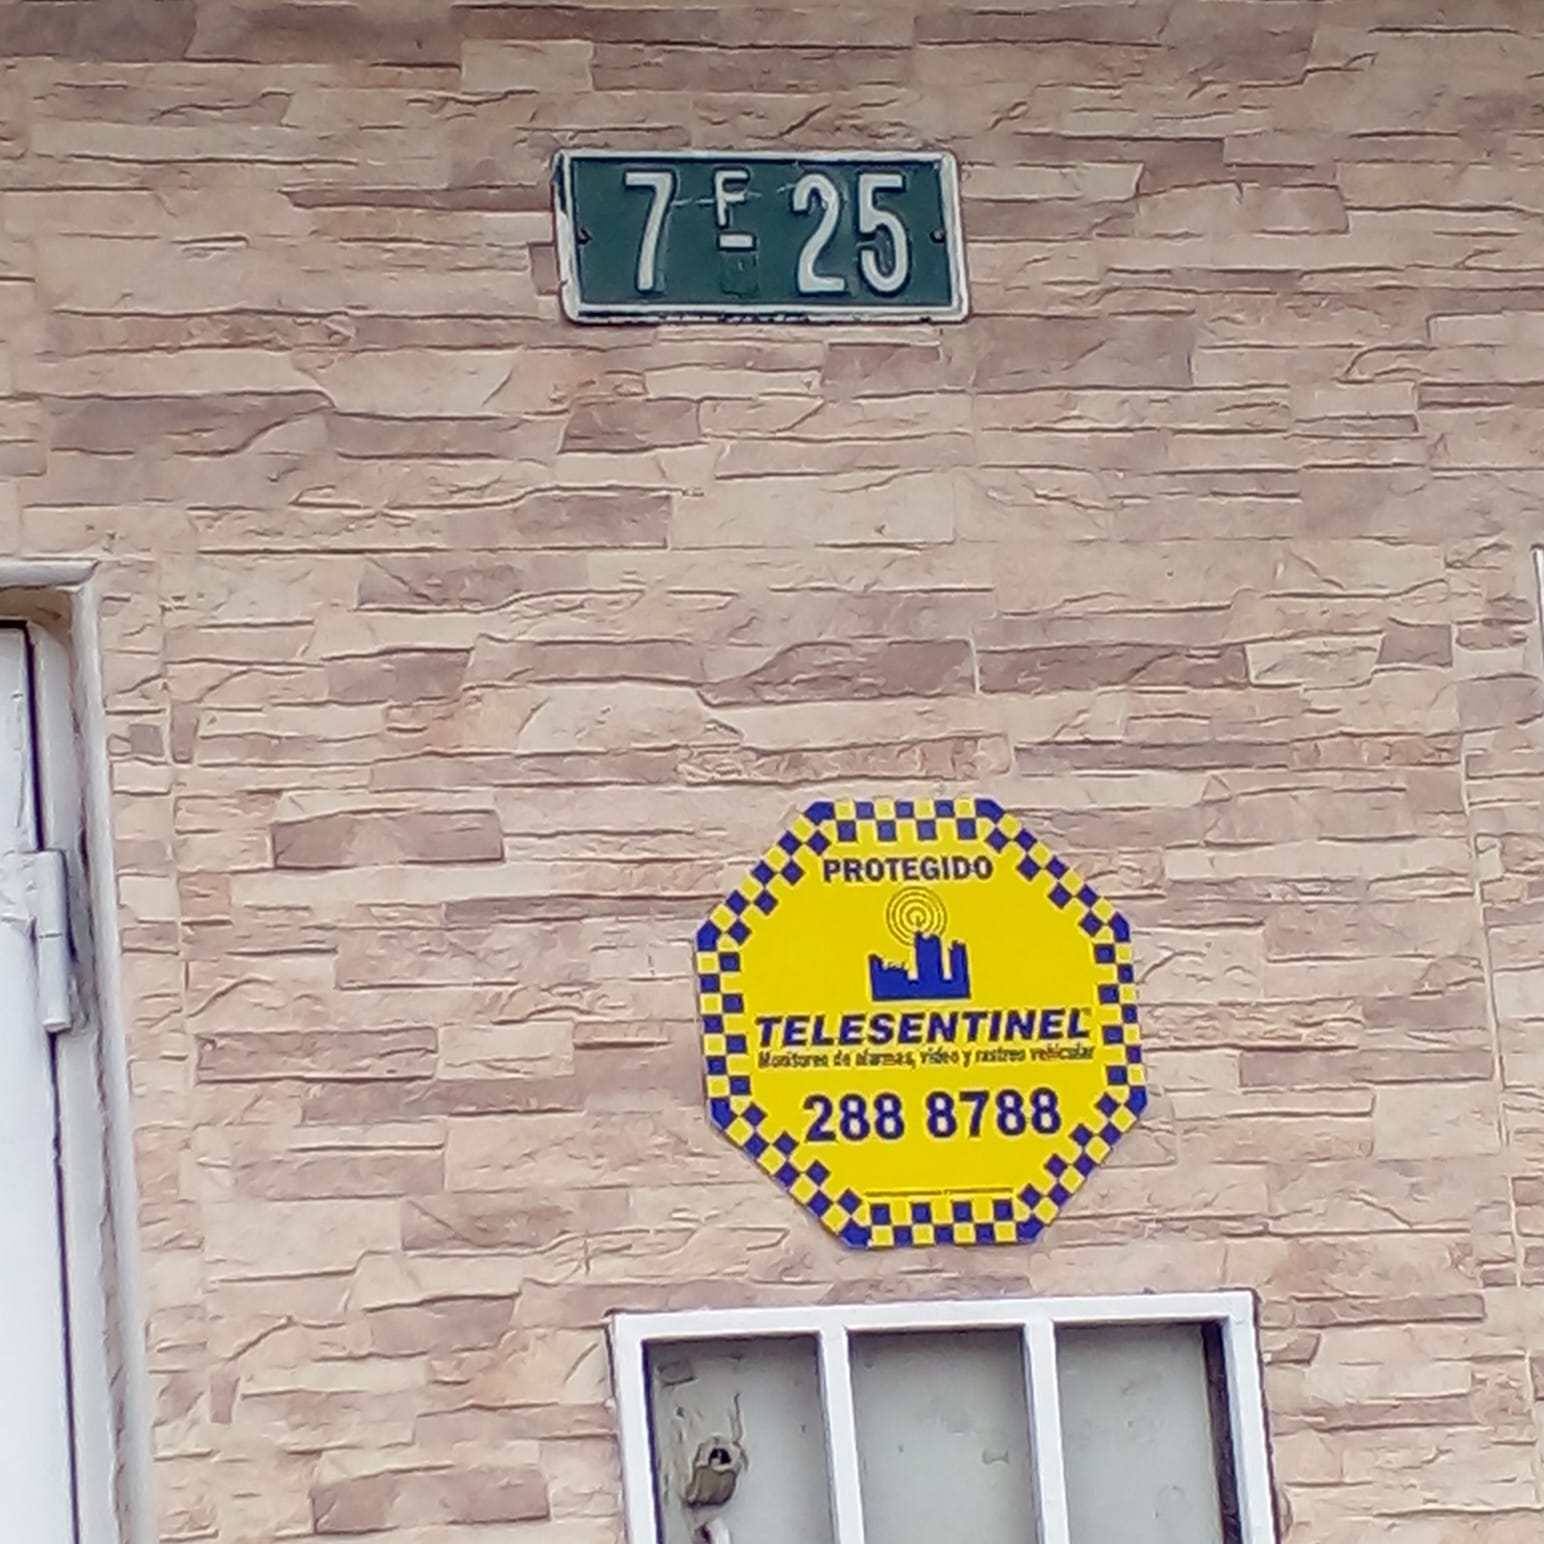 7 F - 25
PROTEGIDO
TELESENTINEL
Monitoreo de alarmas, video y rastreo vehicular
288 8788